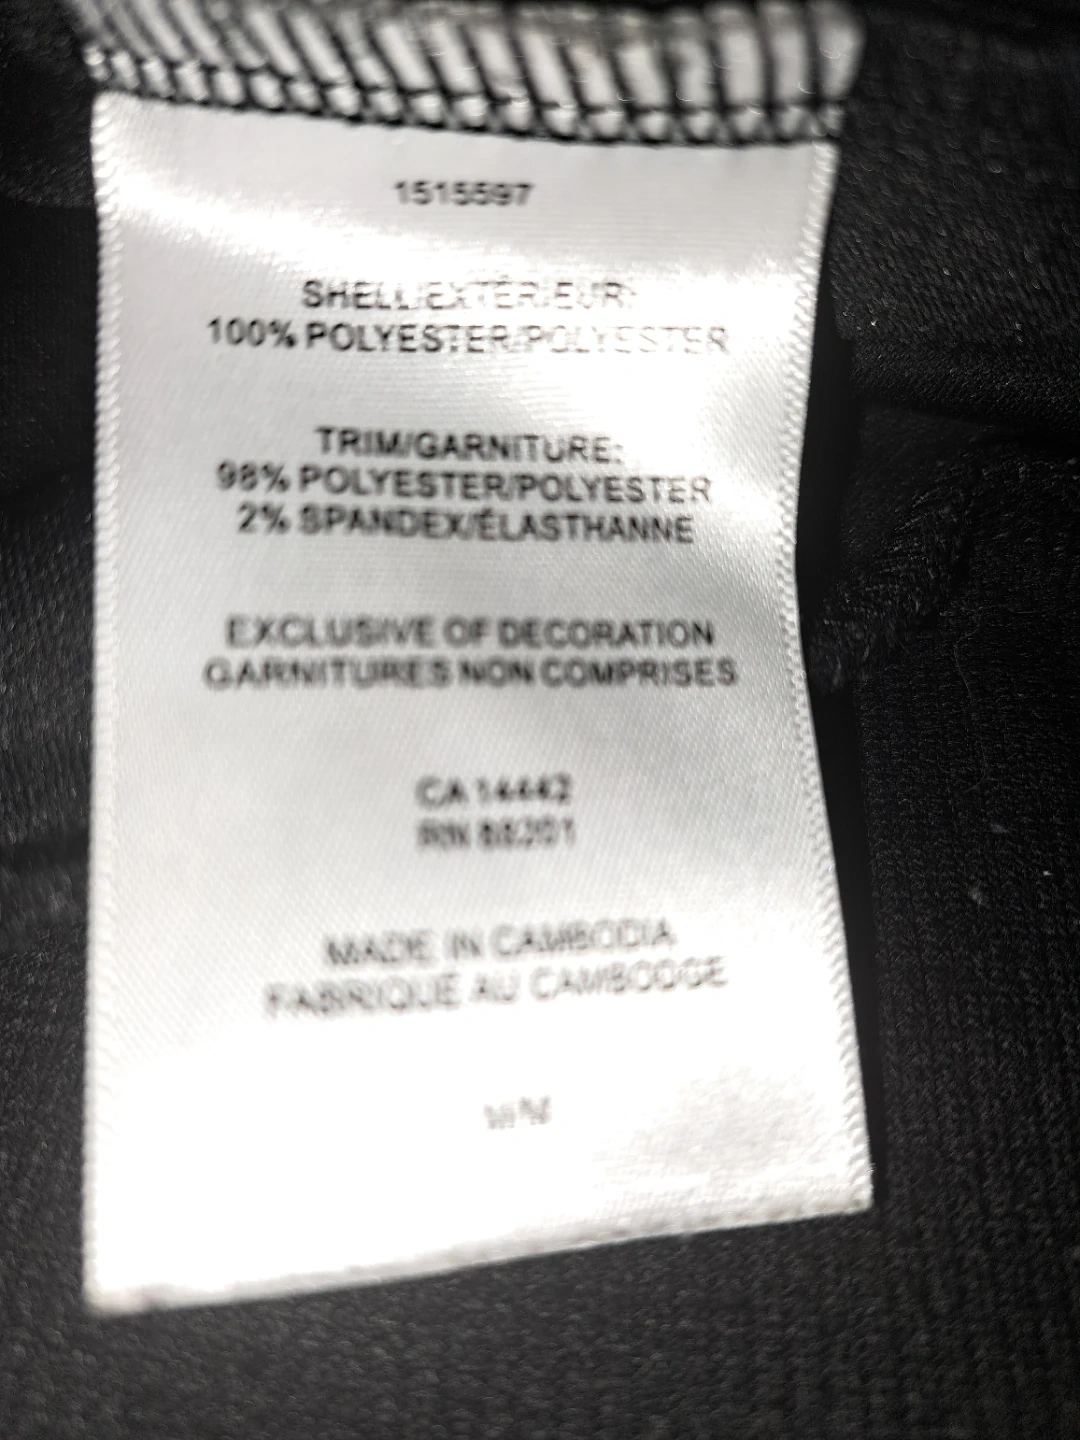 1515597
SHELL/EXTÉRIEUR:
100% POLYESTER/POLYESTER
TRIM/GARNITURE:
98% POLYESTER/POLYESTER
2% SPANDEX/ÉLASTHANNE
EXCLUSIVE OF DECORATION
GARNITURES NON COMPRISES
CA 14442
RN
MADE IN CAMBODIA
FABRIQUÉ AU CAMBODGE